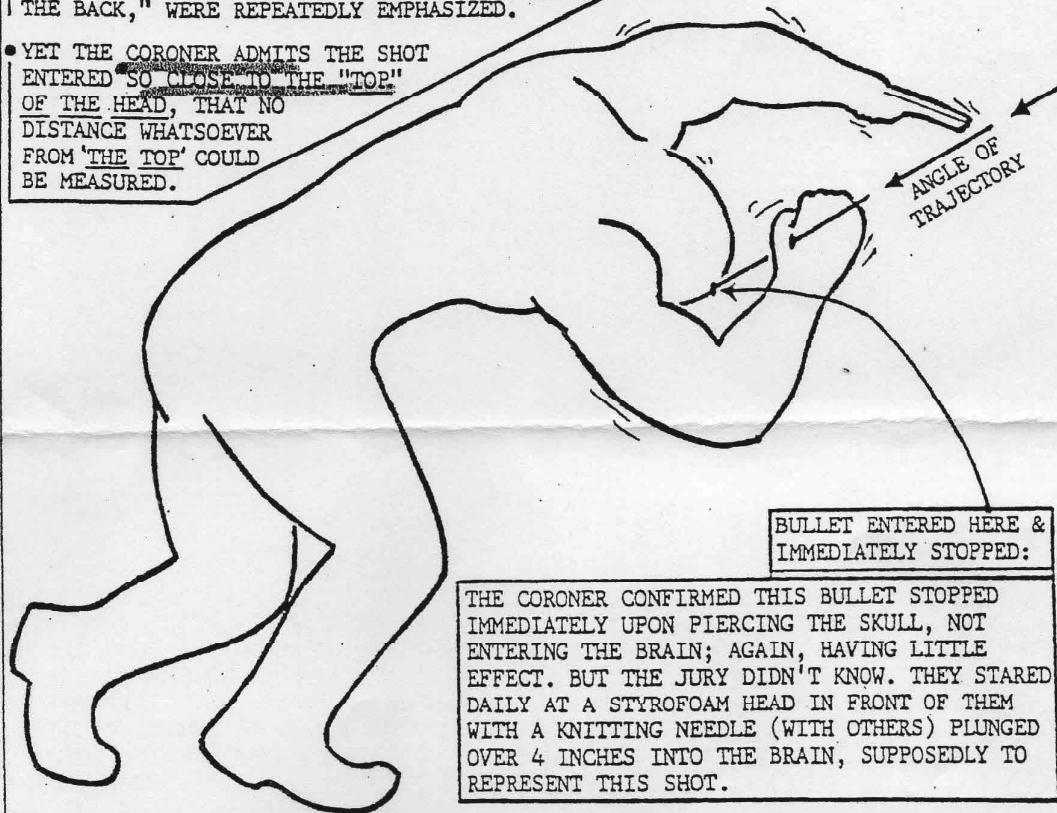 THE BACK," WERE REPEATEDLY EMPHASIZED.
• YET THE CORONER ADMITS THE SHOT
ENTERED SO CLOSE TO THE "TOP"
OF THE HEAD, THAT NO
DISTANCE WHATSOEVER
FROM 'THE TOP' COULD
BE MEASURED.
ANGLE OF
TRAJECTORY
BULLET ENTERED HERE &
IMMEDIATELY STOPPED:
THE CORONER CONFIRMED THIS BULLET STOPPED
IMMEDIATELY UPON PIERCING THE SKULL, NOT
ENTERING THE BRAIN; AGAIN, HAVING LITTLE
EFFECT. BUT THE JURY DIDN'T KNOW. THEY STARED
DAILY AT A STYROFOAM HEAD IN FRONT OF THEM
WITH A KNITTING NEEDLE (WITH OTHERS) PLUNGED
OVER 4 INCHES INTO THE BRAIN, SUPPOSEDLY TO
REPRESENT THIS SHOT.